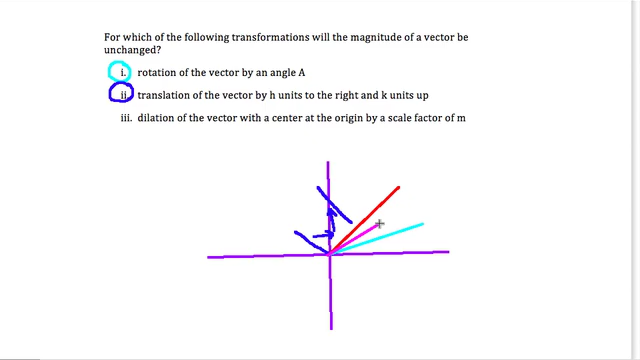 For which of the following transformations will the magnitude of a vector be
unchanged?
i. rotation of the vector by an angle A
ii. translation of the vector by h units to the right and k units up
iii. dilation of the vector with a center at the origin by a scale factor of m